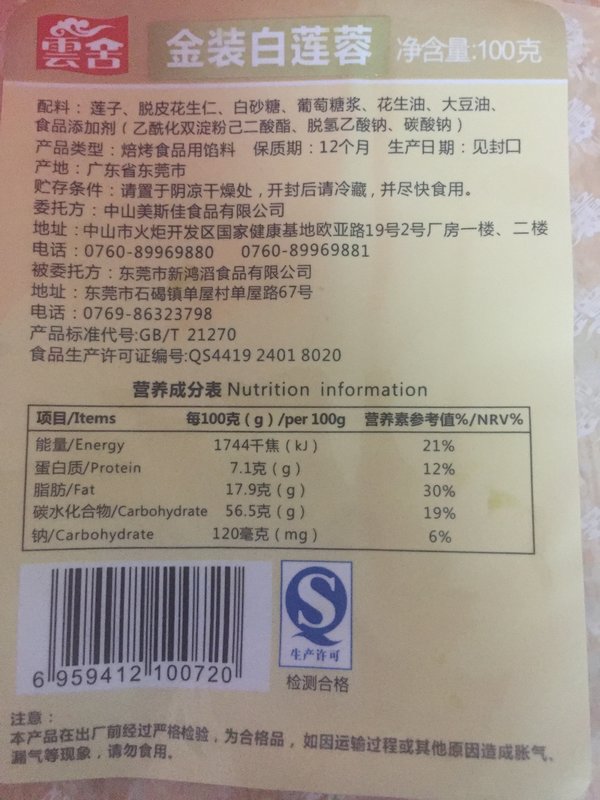 雲合
金装白莲蓉 净含量:100克
配料：莲子、脱皮花生仁、白砂糖、葡萄糖浆、花生油、大豆油、
食品添加剂（乙酰化双淀粉己二酸酯、脱氢乙酸钠、碳酸钠）
产品类型：焙烤食品用馅料 保质期：12个月 生产日期：见封口
产地：广东省东莞市
贮存条件：请置于阴凉干燥处，开封后请冷藏，并尽快食用。
委托方：中山美斯佳食品有限公司
地址：中山市火炬开发区国家健康基地欧亚路19号2号厂房一楼、二楼
电话：0760-89969880 0760-89969881
被委托方：东莞市新鸿滔食品有限公司
地址：东莞市石碣镇单屋村单屋路67号
电话：0769-86323798
产品标准代号:GB/T 21270
食品生产许可证编号:QS4419 2401 8020
营养成分表 Nutrition information
项目/Items 每100克（g）/per 100g 营养素参考值%/NRV%
能量/Energy 1744千焦（kJ） 21%
蛋白质/Protein 7.1克（g） 12%
脂肪/Fat 17.9克（g） 30%
碳水化合物/Carbohydrate 56.5克（g） 19%
钠/Carbohydrate 120毫克（mg） 6%
6 959412 100720
生产许可
检测合格
注意：
本产品在出厂前经过严格检验，为合格品，如因运输过程或其他原因造成胀气、
漏气等现象，请勿食用。